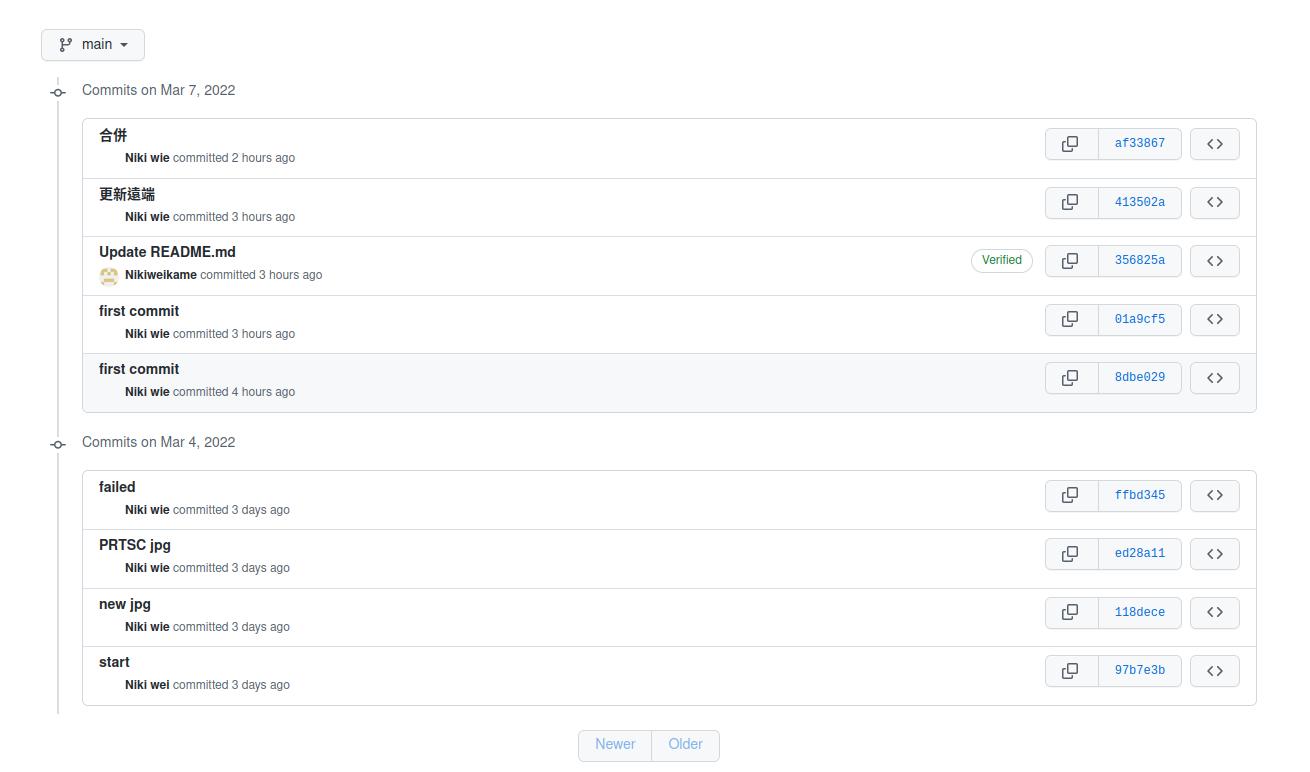 main
Commits on Mar 7, 2022
合併
Niki wie committed 2 hours ago
af33867
更新遠端
Niki wie committed 3 hours ago
413502a
Update README.md
Nikiweikame committed 3 hours ago
Verified
356825a
first commit
Niki wie committed 3 hours ago
01a9cf5
first commit
Niki wie committed 4 hours ago
8dbe029
Commits on Mar 4, 2022
failed
Niki wie committed 3 days ago
ffbd345
PRTSC jpg
Niki wie committed 3 days ago
ed28a11
new jpg
Niki wie committed 3 days ago
118dece
start
Niki wei committed 3 days ago
97b7e3b
Newer Older